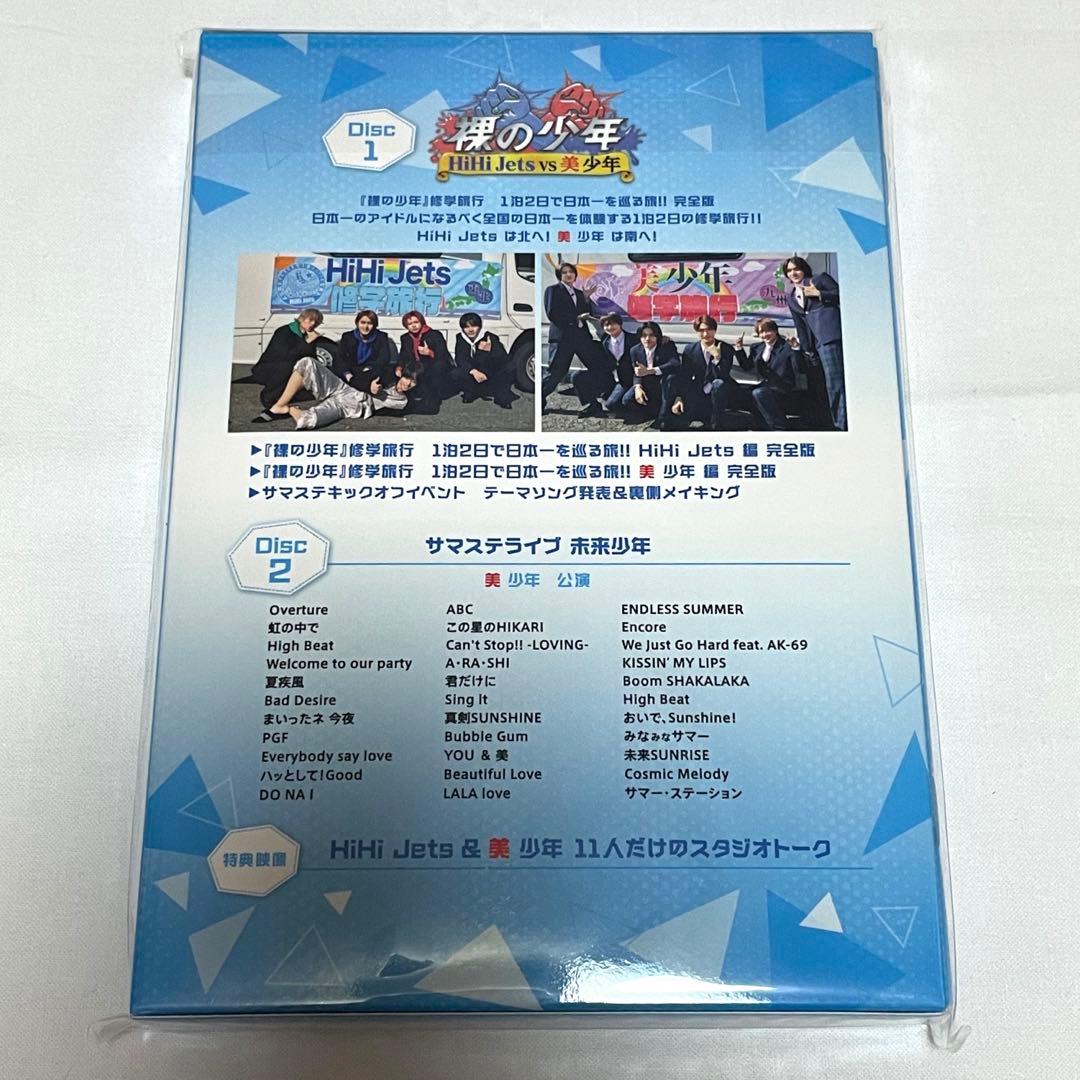 Disc
1
裸の少年
HiHi Jets vs 美 少年
『裸の少年』修学旅行 1泊2日で日本一を巡る旅!! 完全版
日本一のアイドルになるべく全国の日本一を体験する1泊2日の修学旅行!!
HiHi Jets は北へ! 美 少年 は南へ!
HiHi Jets
修学旅行
美 少年
修学旅行
九州
▶『裸の少年』修学旅行 1泊2日で日本一を巡る旅!! HiHi Jets 編 完全版
▶『裸の少年』修学旅行 1泊2日で日本一を巡る旅!! 美 少年 編 完全版
▶サマステキックオフイベント テーマソング発表&裏側メイキング
Disc
2
サマステライブ 未来少年
美 少年 公演
Overture
虹の中で
High Beat
Welcome to our party
夏疾風
Bad Desire
まいったネ 今夜
PGF
Everybody say love
ハッとして!Good
DO NA I
ABC
この星のHIKARI
Can't Stop!! -LOVING-
A・RA・SHI
君だけに
Sing it
真剣SUNSHINE
Bubble Gum
YOU & 美
Beautiful Love
LALA love
ENDLESS SUMMER
Encore
We Just Go Hard feat. AK-69
KISSIN' MY LIPS
Boom SHAKALAKA
High Beat
おいで、Sunshine!
みなみなサマー
未来SUNRISE
Cosmic Melody
サマー・ステーション
特典映像
HiHi Jets & 美 少年 11人だけのスタジオトーク